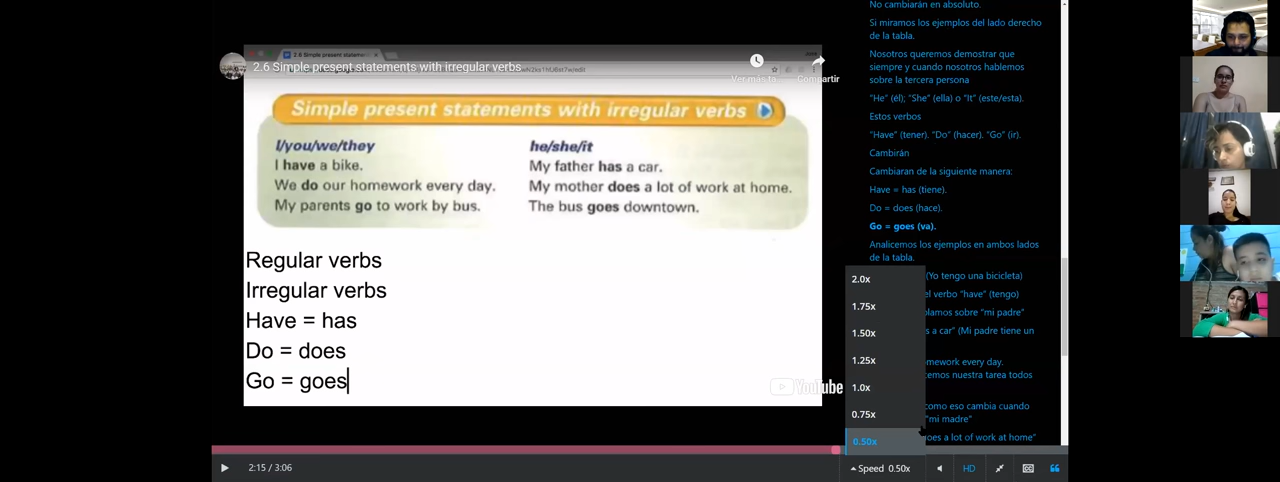 2.6 Simple present statements with irregular verbs
Ver más ta
Compartir
Simple present statements with irregular verbs
I/you/we/they
I have a bike.
We do our homework every day.
My parents go to work by bus.
he/she/it
My father has a car.
My mother does a lot of work at home.
The bus goes downtown.
Regular verbs
Irregular verbs
Have = has
Do = does
Go = goes
YouTube
2:15 / 3:06
No cambiarán en absoluto.
Si miramos los ejemplos del lado derecho
de la tabla.
Nosotros queremos demostrar que
siempre y cuando nosotros hablemos
sobre la tercera persona
"He" (él); "She" (ella) o "It" (este/esta).
Estos verbos
"Have" (tener). "Do" (hacer). "Go" (ir).
Cambirán
Cambiaran de la siguiente manera:
Have = has (tiene).
Do = does (hace).
Go = goes (va).
Analicemos los ejemplos en ambos lados
de la tabla.
(Yo tengo una bicicleta)
el verbo "have" (tengo)
blamos sobre "mi padre"
s a car" (Mi padre tiene un
mework every day.
cemos nuestra tarea todos
como eso cambia cuando
"mi madre"
oes a lot of work at home"
2.0x
1.75x
1.50x
1.25x
1.0x
0.75x
0.50x
Speed 0.50x
HD